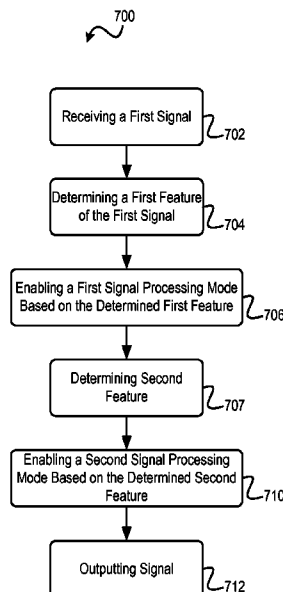 700
Receiving a First Signal
702
Determining a First Feature
of the First Signal
704
Enabling a First Signal Processing Mode
Based on the Determined First Feature
706
Determining Second
Feature
707
Enabling a Second Signal Processing
Mode Based on the Determined Second
Feature
710
Outputting Signal
712